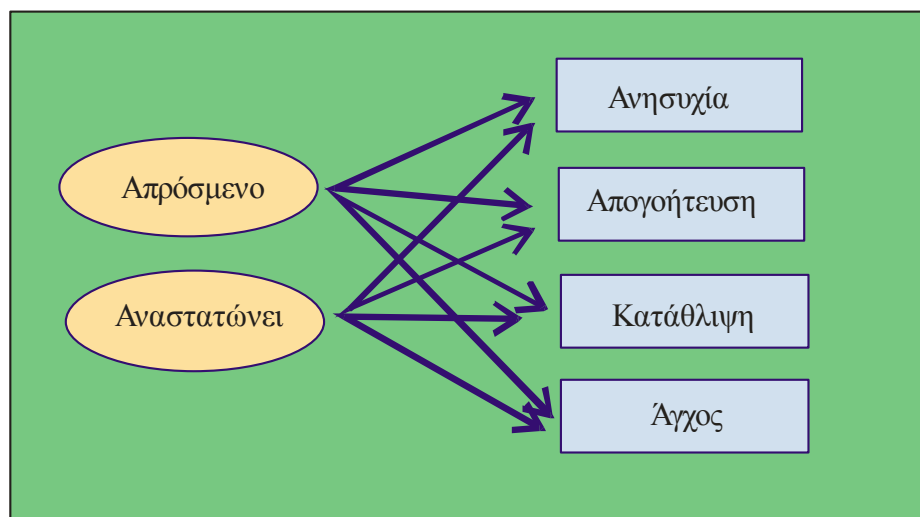 Ανησυχία
Απρόσμενο
Απογοήτευση
Αναστατώνει
Κατάθλιψη
Άγχος